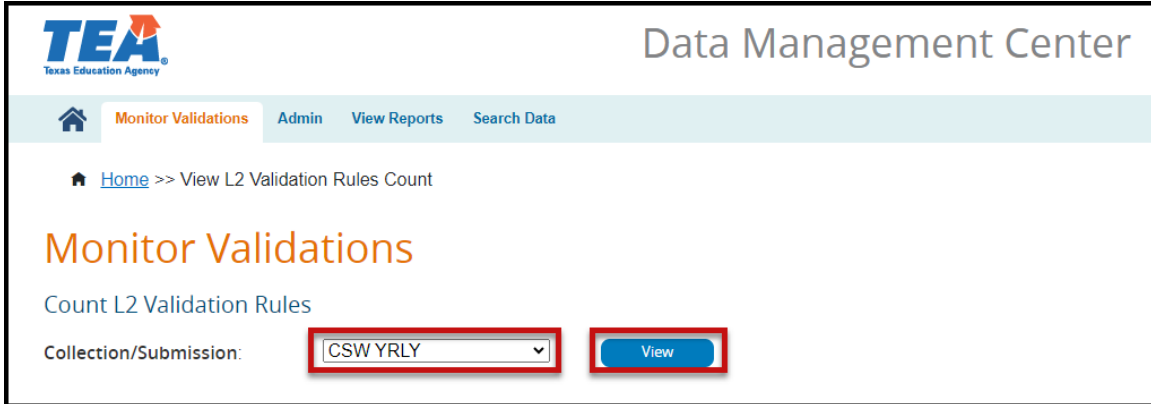 TEA®
Texas Education Agency
Data Management Center
Monitor Validations Admin View Reports Search Data
Home >> View L2 Validation Rules Count
Monitor Validations
Count L2 Validation Rules
Collection/Submission: CSW YRLY View